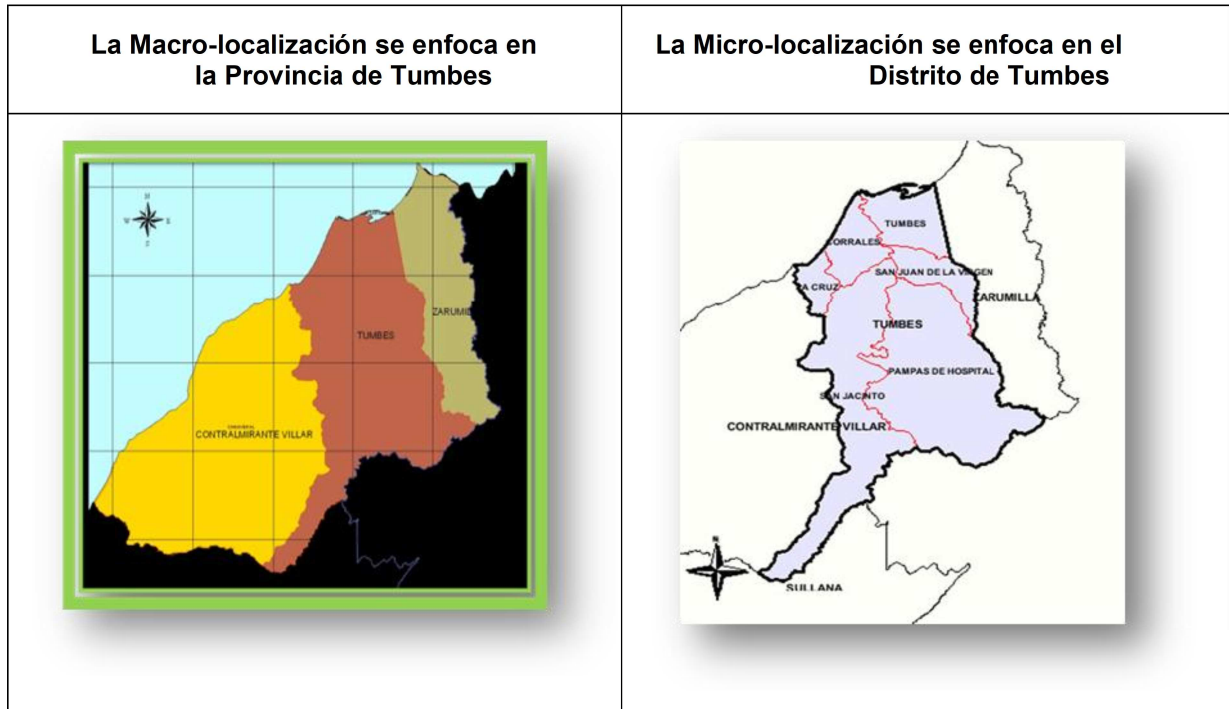 La Macro-localización se enfoca en
la Provincia de Tumbes
La Micro-localización se enfoca en el
Distrito de Tumbes
N
W
E
S
ZARUMIL
TUMBES
CONTRALMIRANTE VILLAR
TUMBES
CORRALES
SAN JUAN DE LA VIRGEN
A CRUZ
ZARUMILLA
TUMBES
PAMPAS DE HOSPITAL
SAN JACINTO
CONTRALMIRANTE VILLAR
N
SULLANA